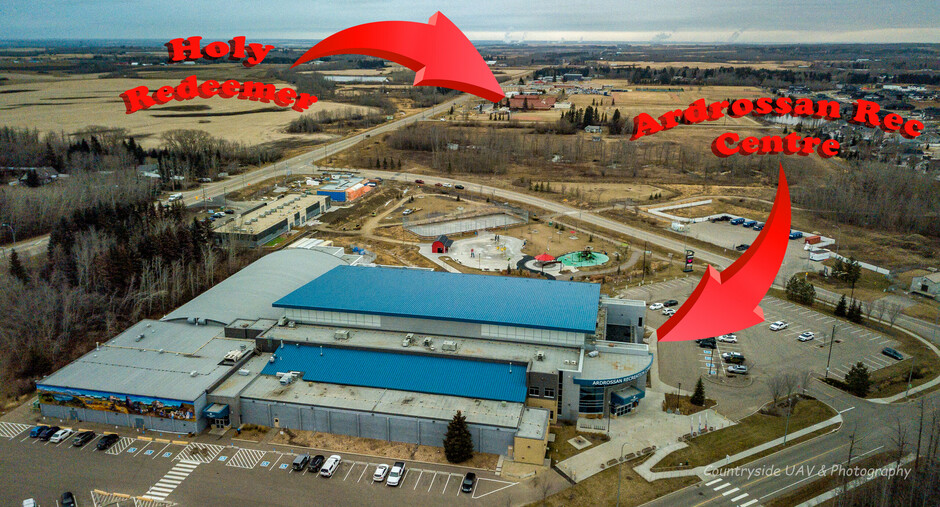 Holy
Redeemer
Ardrossan Rec
Centre
ARDROSSAN RECREATION
Countryside UAV & Photography